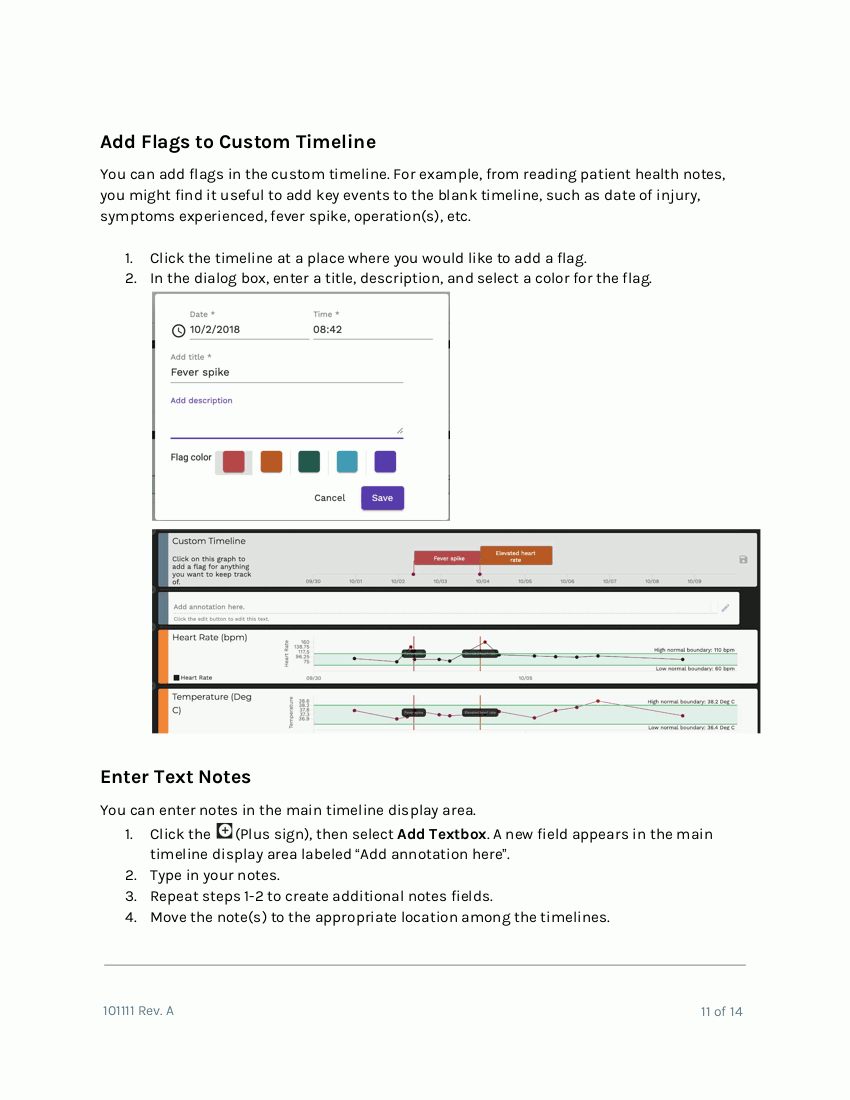 Add Flags to Custom Timeline
You can add flags in the custom timeline. For example, from reading patient health notes,
you might find it useful to add key events to the blank timeline, such as date of injury,
symptoms experienced, fever spike, operation(s), etc.
1. Click the timeline at a place where you would like to add a flag.
2. In the dialog box, enter a title, description, and select a color for the flag.
Date * Time *
10/2/2018 08:42
Add title *
Fever spike
Add description
Flag color
Cancel Save
Custom Timeline
Click on this graph to
add a flag for anything
you want to keep track
of.
Fever spike
Elevated heart
rate
09/30 10/01 10/02 10/03 10/04 10/05 10/06 10/07 10/08 10/09
Add annotation here.
Click the edit button to edit this text.
Heart Rate (bpm)
Heart Rate
160
138.75
117.5
96.25
75
High normal boundary: 110 bpm
Low normal boundary: 60 bpm
Heart Rate
09/30 10/05
Temperature (Deg
C)
Temperature
38.6
38.2
37.8
37.3
36.9
High normal boundary: 38.2 Deg C
Low normal boundary: 36.4 Deg C
Enter Text Notes
You can enter notes in the main timeline display area.
1. Click the (Plus sign), then select Add Textbox. A new field appears in the main
timeline display area labeled “Add annotation here”.
2. Type in your notes.
3. Repeat steps 1-2 to create additional notes fields.
4. Move the note(s) to the appropriate location among the timelines.
101111 Rev. A 11 of 14